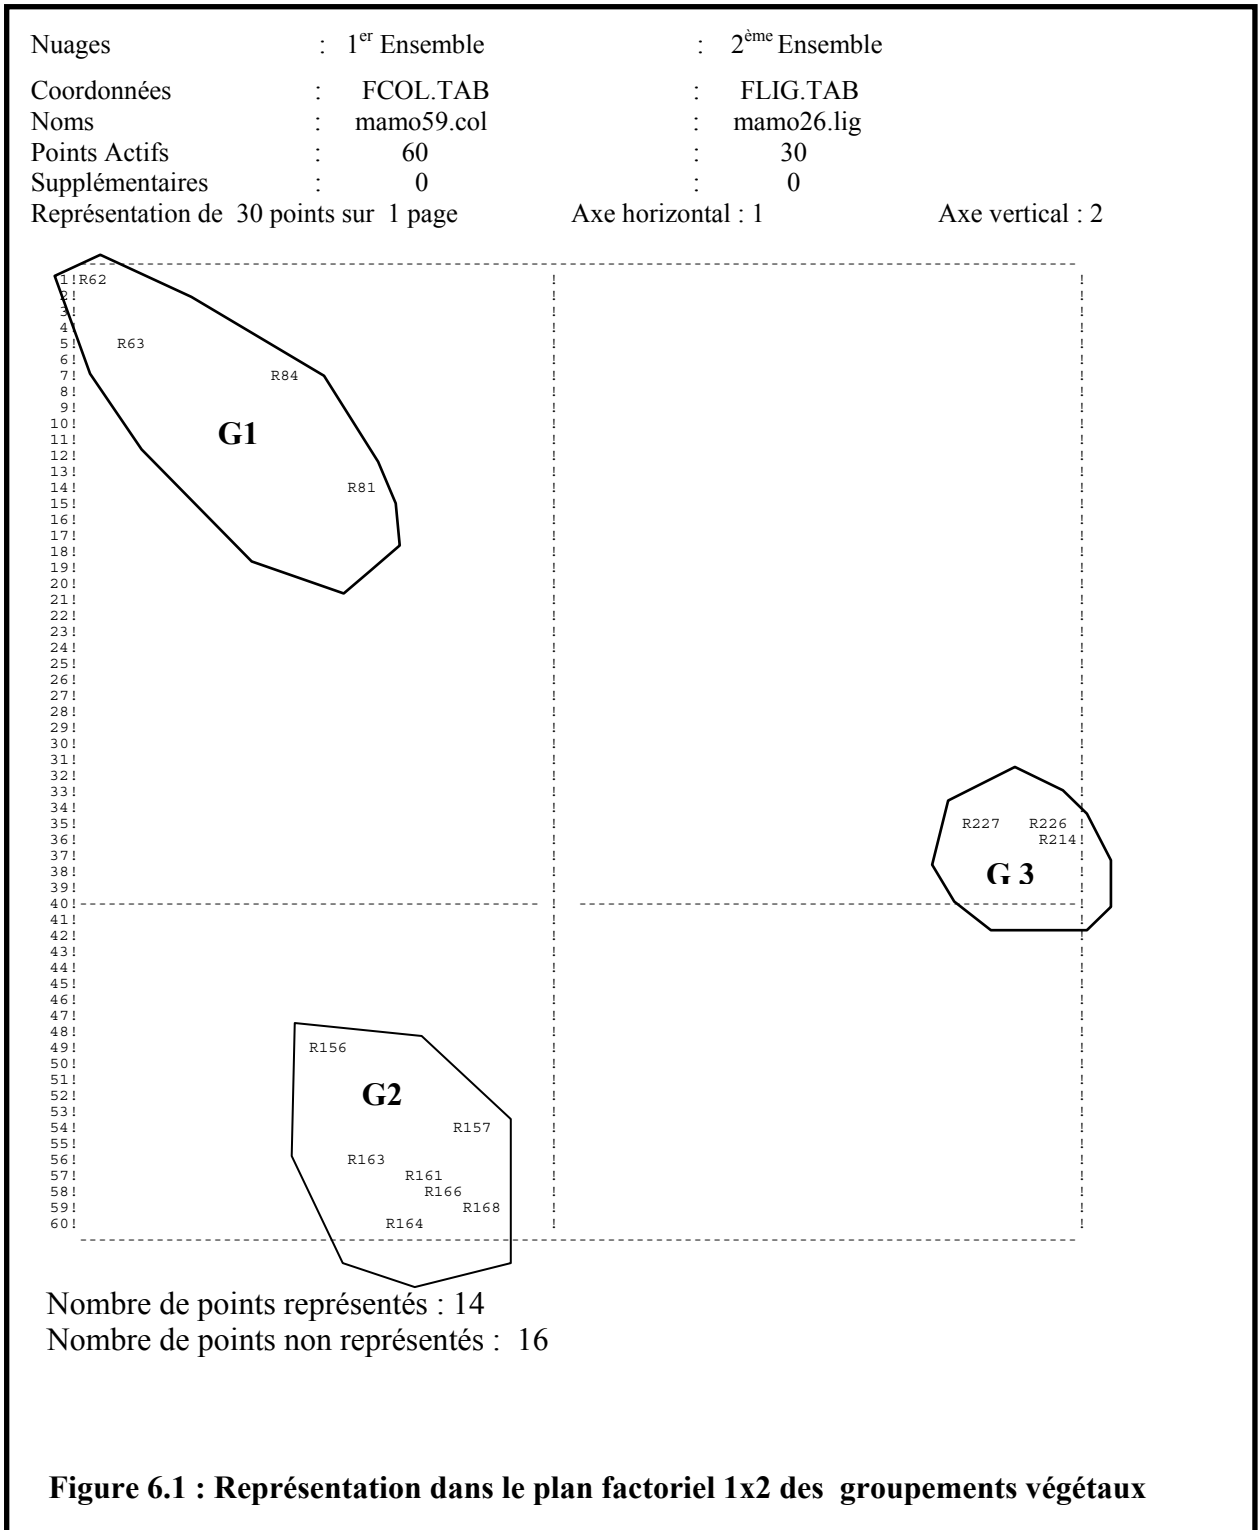 Nuages : 1er Ensemble : 2ème Ensemble
Coordonnées : FCOL.TAB : FLIG.TAB
Noms : mamo59.col : mamo26.lig
Points Actifs : 60 : 30
Supplémentaires : 0 : 0
Représentation de 30 points sur 1 page Axe horizontal : 1 Axe vertical : 2
1!R62 ! !
2! ! !
3! ! !
4! ! !
5! R63 ! !
6! ! !
7! R84 ! !
8! ! !
9! ! !
10! ! !
G1
11! ! !
12! ! !
13! ! !
14! R81 ! !
15! ! !
16! ! !
17! ! !
18! ! !
19! ! !
20! ! !
21! ! !
22! ! !
23! ! !
24! ! !
25! ! !
26! ! !
27! ! !
28! ! !
29! ! !
30! ! !
31! ! !
32! ! !
33! ! !
34! ! !
35! ! R227 R226 !
36! ! R214!
37! ! !
38! ! !
G 3
39! ! !
40!
41! ! !
42! ! !
43! ! !
44! ! !
45! ! !
46! ! !
47! ! !
48! ! !
49! R156 ! !
50! ! !
51! ! !
52! ! !
G2
53! ! !
54! R157 ! !
55! ! !
56! R163 ! !
57! R161 ! !
58! R166 ! !
59! R168 ! !
60! R164 ! !
Nombre de points représentés : 14
Nombre de points non représentés : 16
Figure 6.1 : Représentation dans le plan factoriel 1x2 des groupements végétaux